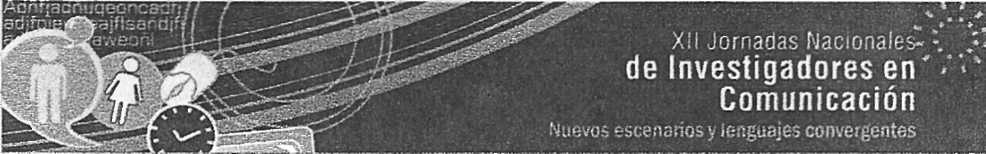 XII Jornadas Nacionales
de Investigadores en
Comunicación
Nuevos escenarios y lenguajes convergentes